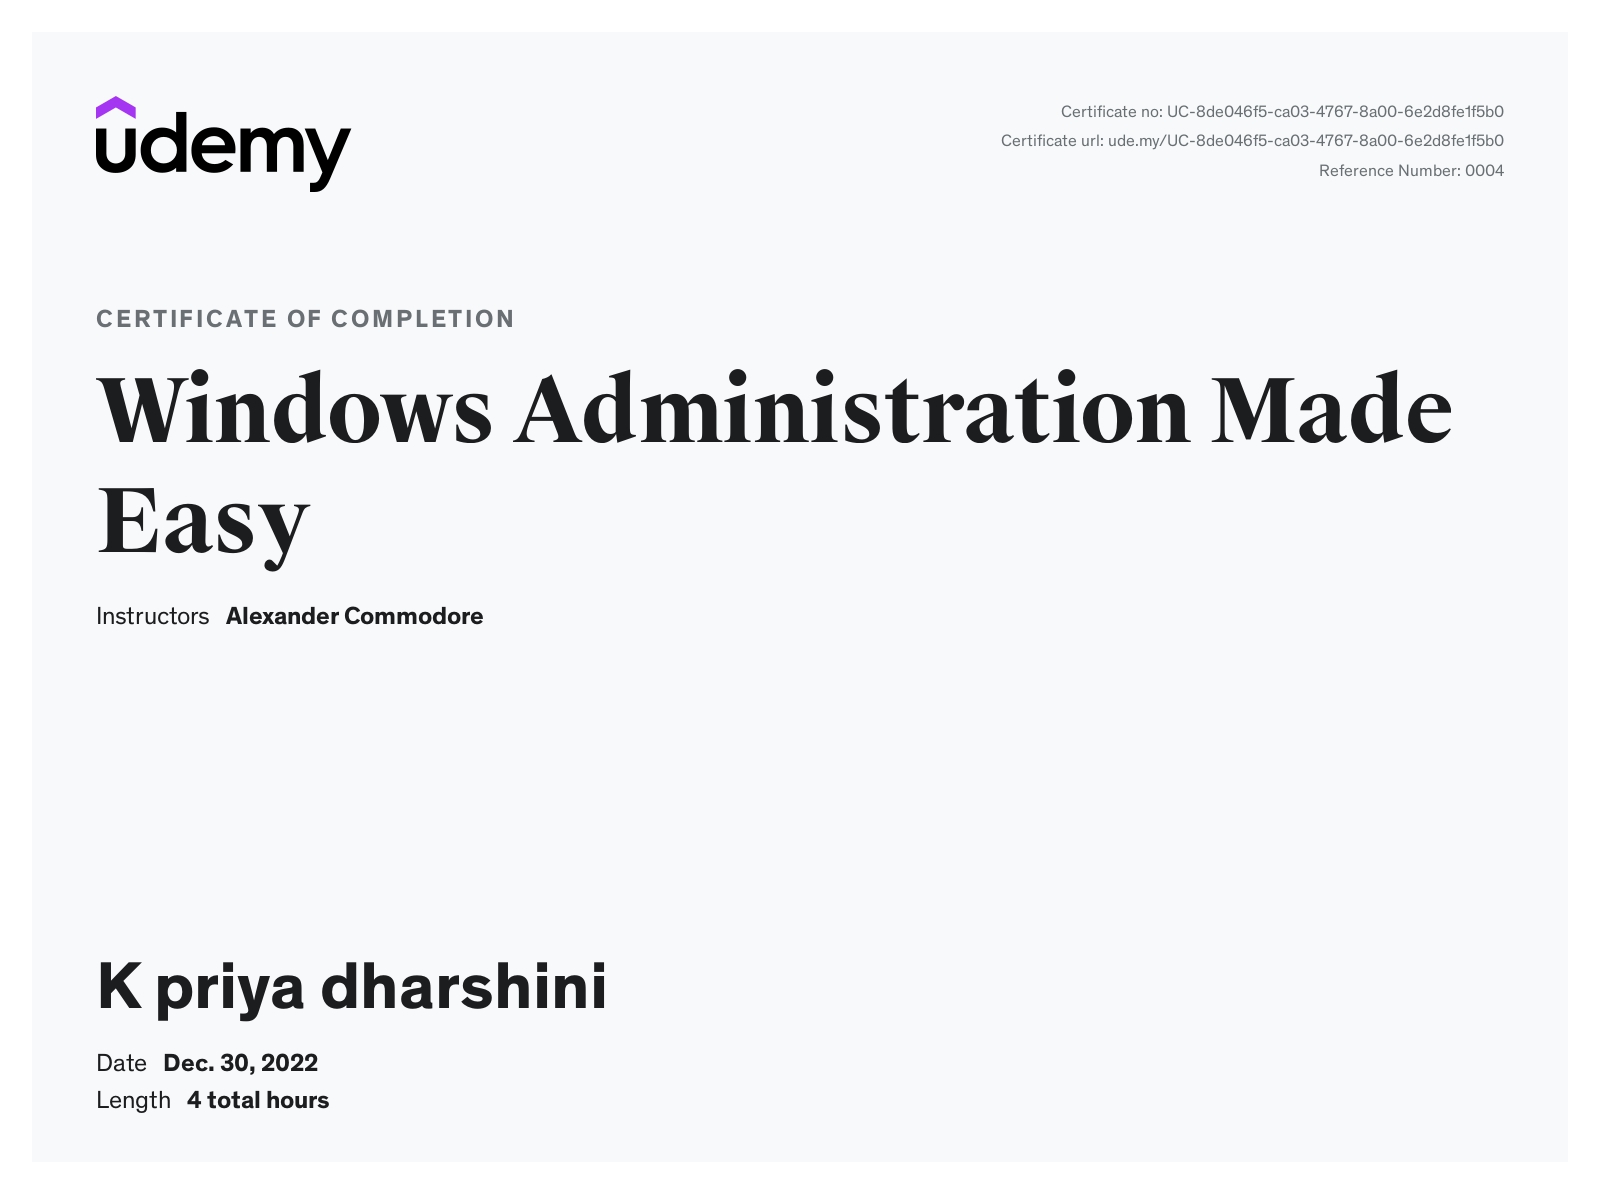 udemy
Certificate no: UC-8de046f5-ca03-4767-8a00-6e2d8fe1f5b0
Certificate url: ude.my/UC-8de046f5-ca03-4767-8a00-6e2d8fe1f5b0
Reference Number: 0004
CERTIFICATE OF COMPLETION
Windows Administration Made
Easy
Instructors Alexander Commodore
K priya dharshini
Date Dec. 30, 2022
Length 4 total hours